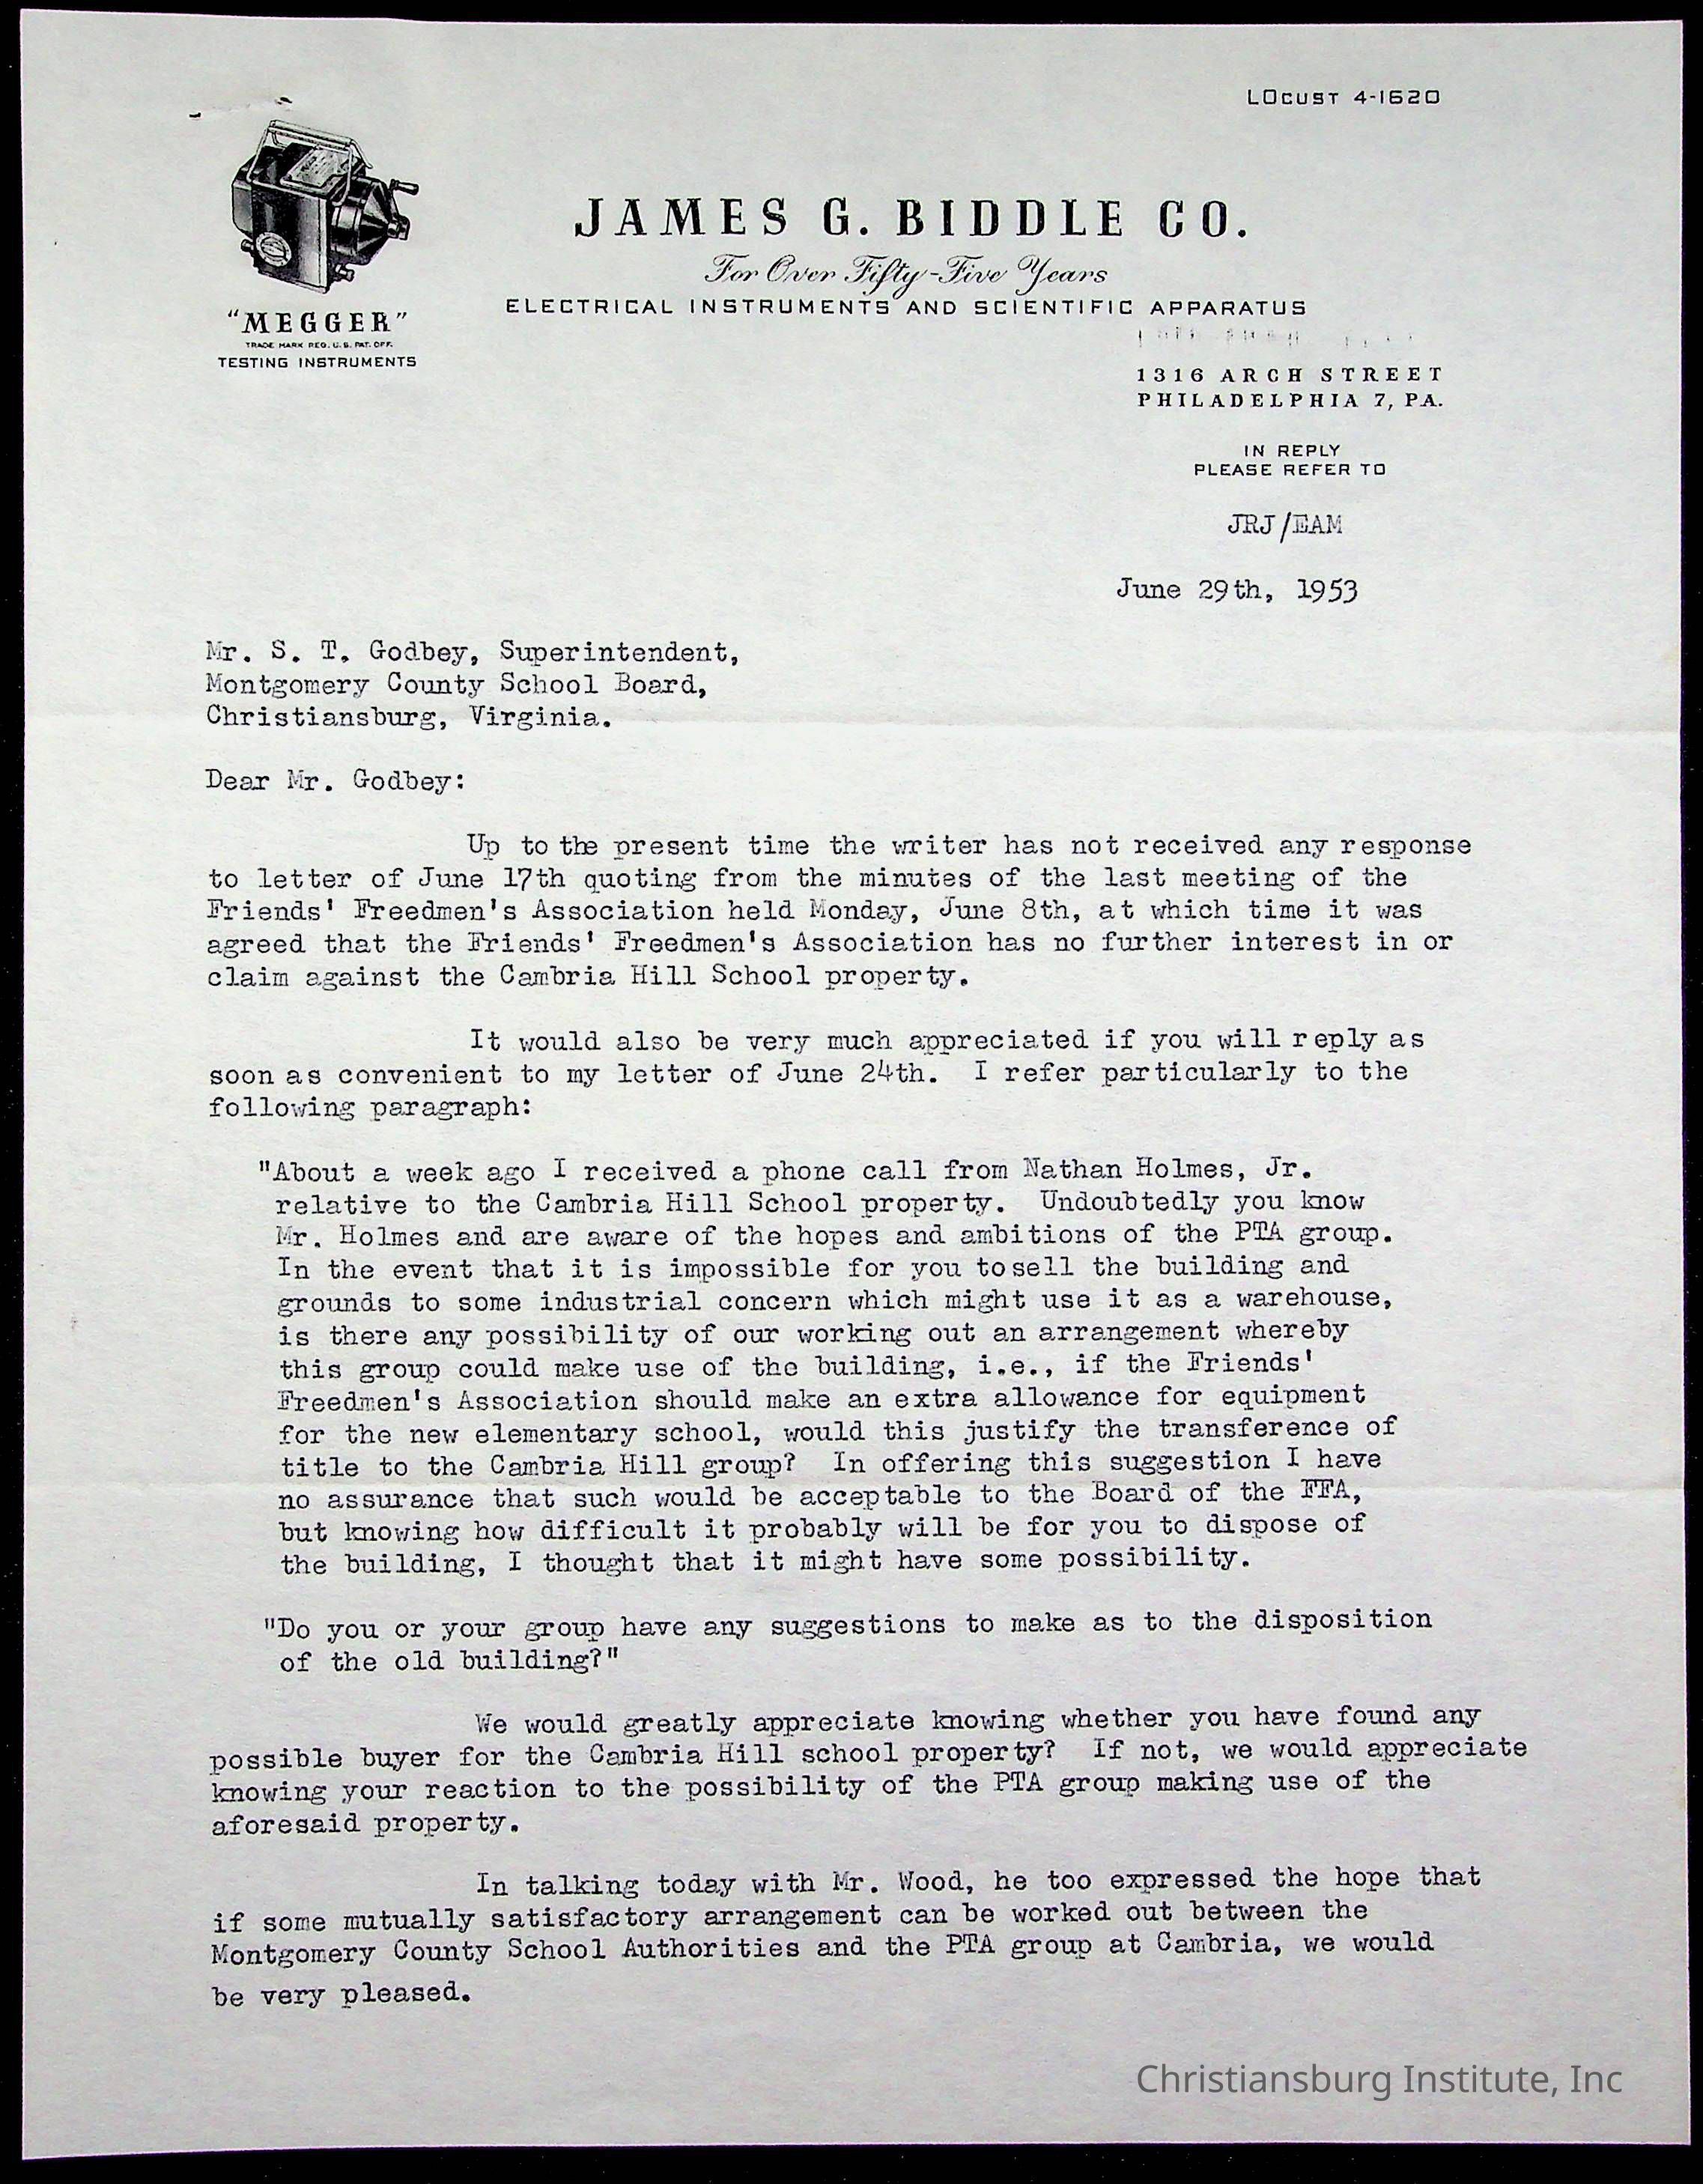 LOCUST 4-1620
JAMES G. BIDDLE CO.
For Over Fifty-Five Years
ELECTRICAL INSTRUMENTS AND SCIENTIFIC APPARATUS
"MEGGER"
TRADE MARK REG. U.S. PAT. OFF.
TESTING INSTRUMENTS
1316 ARCH STREET
PHILADELPHIA 7, PA.
IN REPLY
PLEASE REFER TO
JRJ/EAM
June 29th, 1953
Mr. S. T. Godbey, Superintendent,
Montgomery County School Board,
Christiansburg, Virginia.
Dear Mr. Godbey:
Up to the present time the writer has not received any response
to letter of June 17th quoting from the minutes of the last meeting of the
Friends' Freedmen's Association held Monday, June 8th, at which time it was
agreed that the Friends' Freedmen's Association has no further interest in or
claim against the Cambria Hill School property.
It would also be very much appreciated if you will reply as
soon as convenient to my letter of June 24th. I refer particularly to the
following paragraph:
"About a week ago I received a phone call from Nathan Holmes, Jr.
relative to the Cambria Hill School property. Undoubtedly you know
Mr. Holmes and are aware of the hopes and ambitions of the PTA group.
In the event that it is impossible for you to sell the building and
grounds to some industrial concern which might use it as a warehouse,
is there any possibility of our working out an arrangement whereby
this group could make use of the building, i.e., if the Friends'
Freedmen's Association should make an extra allowance for equipment
for the new elementary school, would this justify the transference of
title to the Cambria Hill group? In offering this suggestion I have
no assurance that such would be acceptable to the Board of the FFA,
but knowing how difficult it probably will be for you to dispose of
the building, I thought that it might have some possibility.
"Do you or your group have any suggestions to make as to the disposition
of the old building?"
We would greatly appreciate knowing whether you have found any
possible buyer for the Cambria Hill school property? If not, we would appreciate
knowing your reaction to the possibility of the PTA group making use of the
aforesaid property.
In talking today with Mr. Wood, he too expressed the hope that
if some mutually satisfactory arrangement can be worked out between the
Montgomery County School Authorities and the PTA group at Cambria, we would
be very pleased.
Christiansburg Institute, Inc